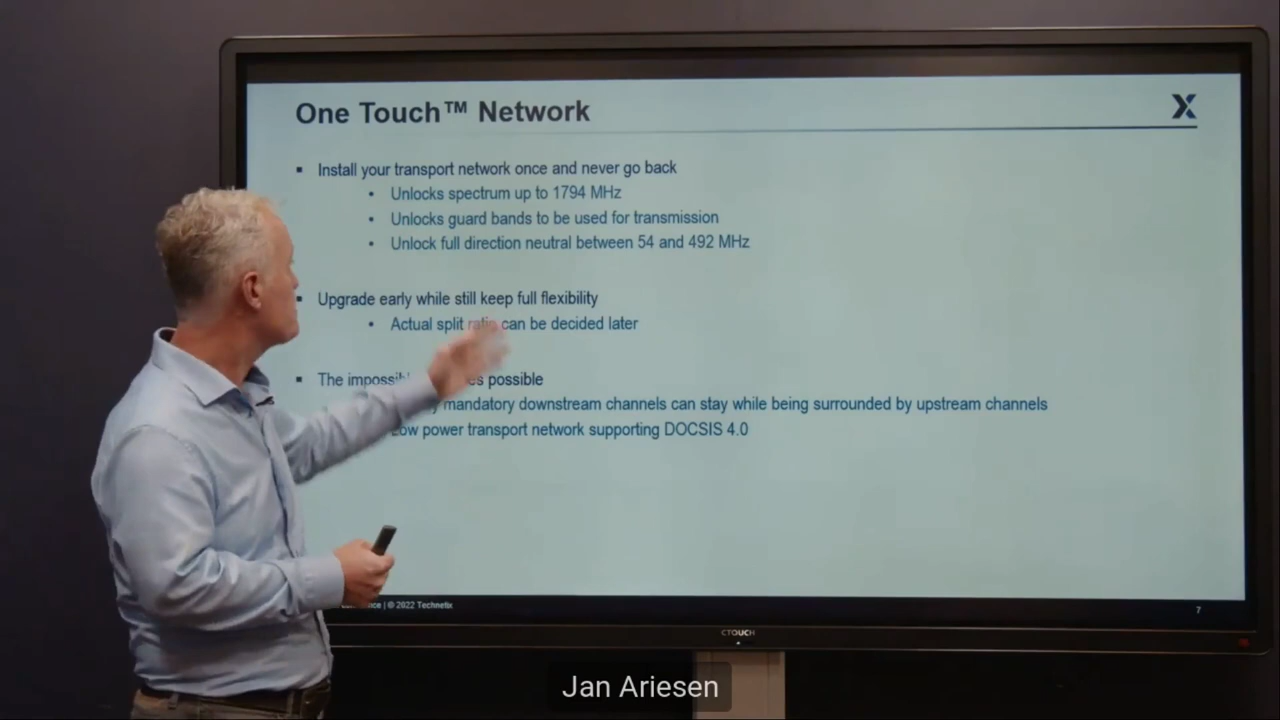 One Touch™ Network
Install your transport network once and never go back
Unlocks spectrum up to 1794 MHz
Unlocks guard bands to be used for transmission
Unlock full direction neutral between 54 and 492 MHz
Upgrade early while still keep full flexibility
Actual split ratio can be decided later
The possible
mandatory downstream channels can stay while being surrounded by upstream channels
Low power transport network supporting DOCSIS 4.0
| © 2022 Technetix
7
CTOUCH
Jan Ariesen